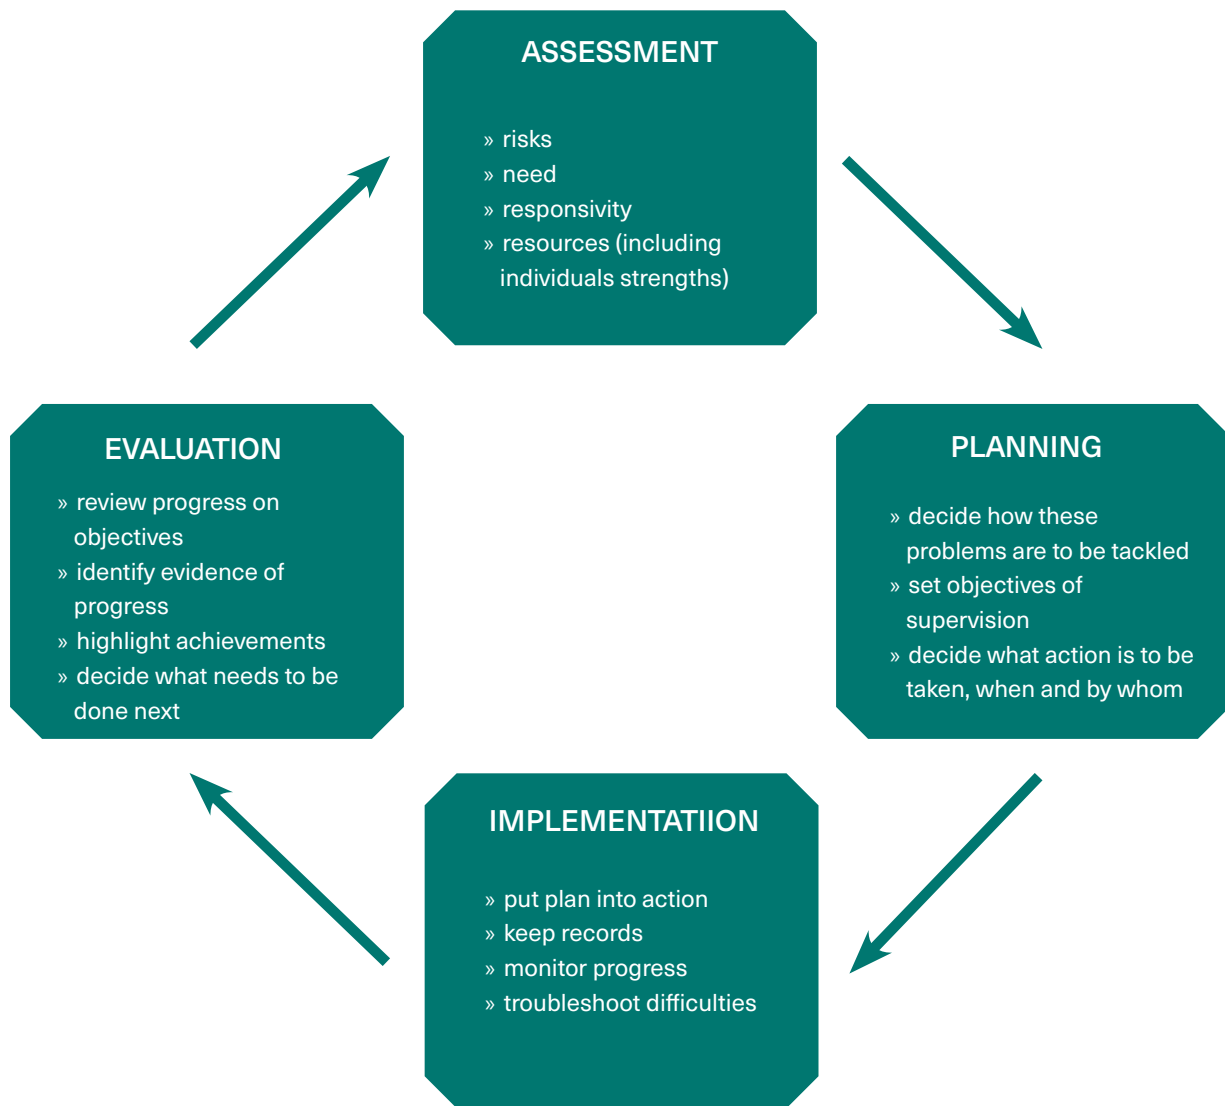 ASSESSMENT
» risks
» need
» responsivity
» resources (including
individuals strengths)
PLANNING
» decide how these
problems are to be tackled
» set objectives of
supervision
» decide what action is to be
taken, when and by whom
IMPLEMENTATIION
» put plan into action
» keep records
» monitor progress
» troubleshoot difficulties
EVALUATION
» review progress on
objectives
» identify evidence of
progress
» highlight achievements
» decide what needs to be
done next